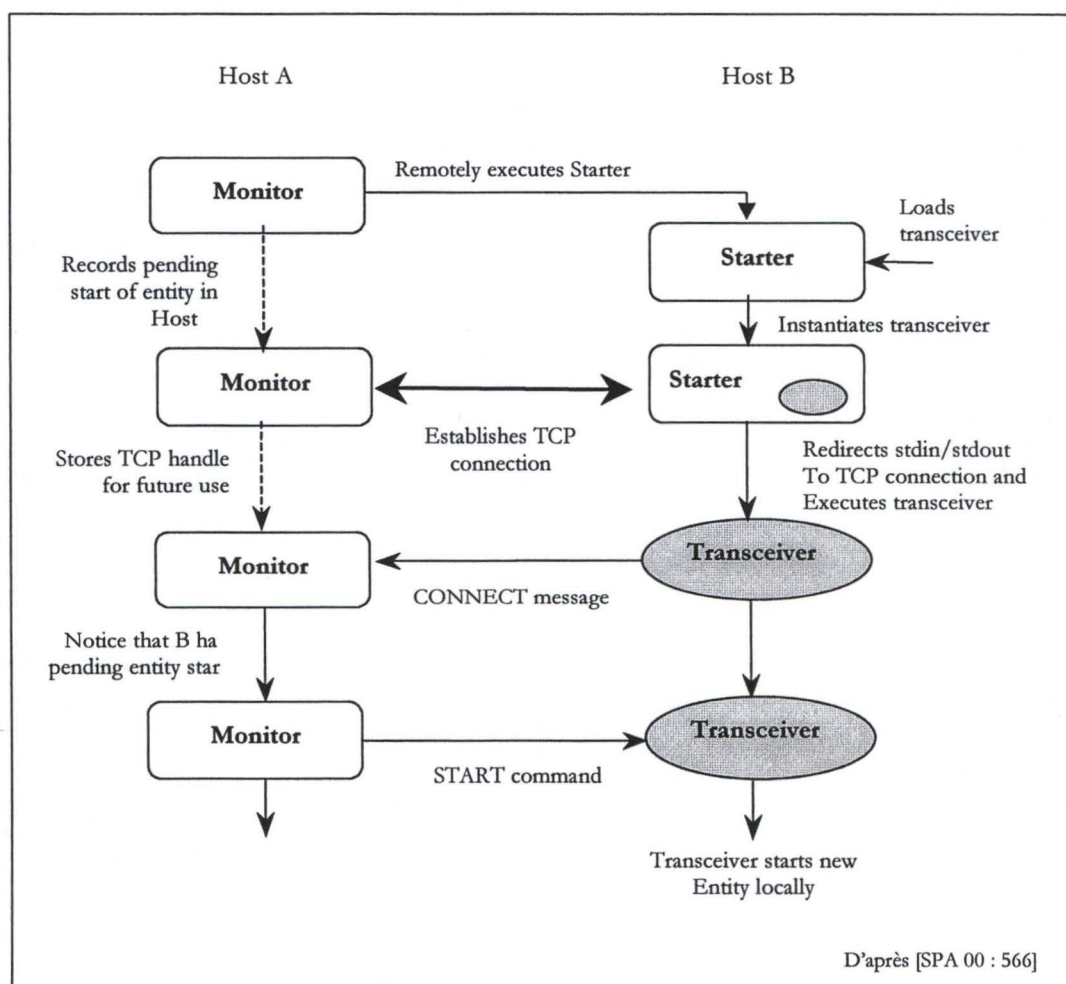 Host A
Host B
Monitor
Remotely executes Starter
Loads
transceiver
Starter
Records pending
start of entity in
Host
Instantiates transceiver
Monitor
Starter
Establishes TCP
connection
Stores TCP handle
for future use
Redirects stdin/stdout
To TCP connection and
Executes transceiver
Monitor
Transceiver
CONNECT message
Notice that B ha
pending entity star
Monitor
Transceiver
START command
Transceiver starts new
Entity locally
D'après [SPA 00 : 566]